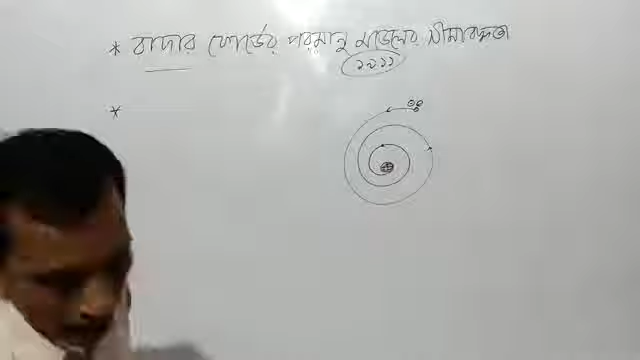 * রাদার ফোর্ডের পরমানু মডেলের সীমাবদ্ধতা
১৯১১
*